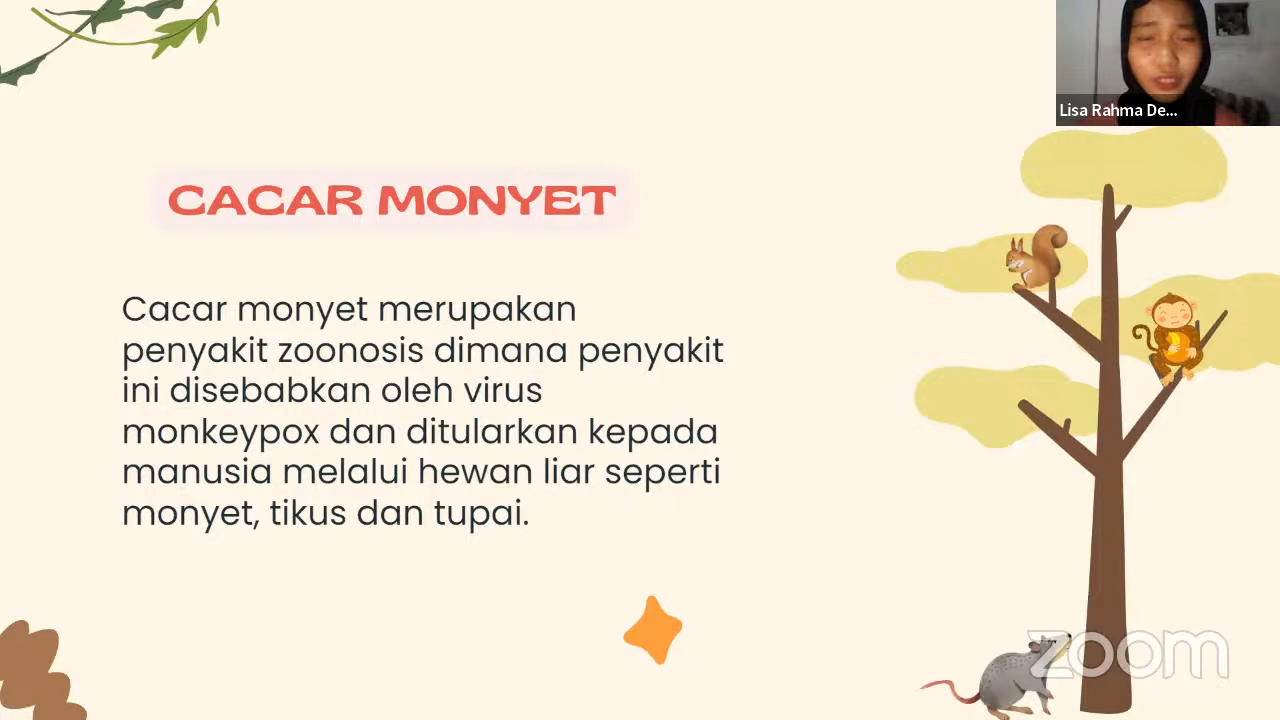 Lisa Rahma De...
CACAR MONYET
Cacar monyet merupakan
penyakit zoonosis dimana penyakit
ini disebabkan oleh virus
monkeypox dan ditularkan kepada
manusia melalui hewan liar seperti
monyet, tikus dan tupai.
zoom